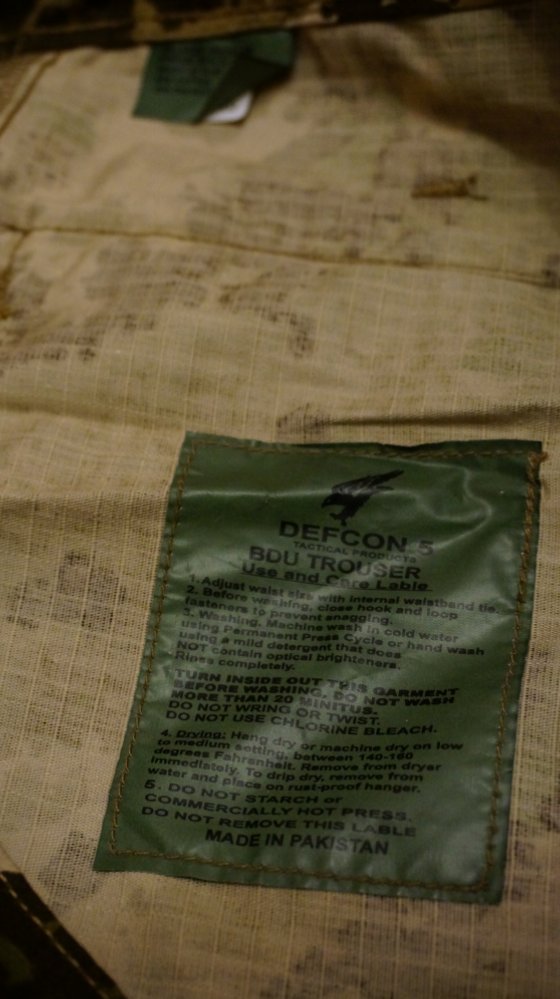 DEFCON 5
TACTICAL PRODUCTS
BDU TROUSER
Use and Care Lable
1. Adjust waist size with internal waistband tie.
2. Before washing, close hook and loop
fasteners to prevent snagging.
3. Washing. Machine wash in cold water
using Permanent Press Cycle or hand wash
using a mild detergent that does
NOT contain optical brighteners.
Rines completely.
TURN INSIDE OUT THIS GARMENT
BEFORE WASHING, DO NOT WASH
MORE THAN 20 MINITUS.
DO NOT WRING OR TWIST.
DO NOT USE CHLORINE BLEACH.
4. Drying: Hang dry or machine dry on low
to medium setting, between 140-160
degrees Fahrenheit. Remove from dryer
immediately. To drip dry, remove from
water and place on rust-proof hanger.
5. DO NOT STARCH or
COMMERCIALLY HOT PRESS.
DO NOT REMOVE THIS LABLE
MADE IN PAKISTAN